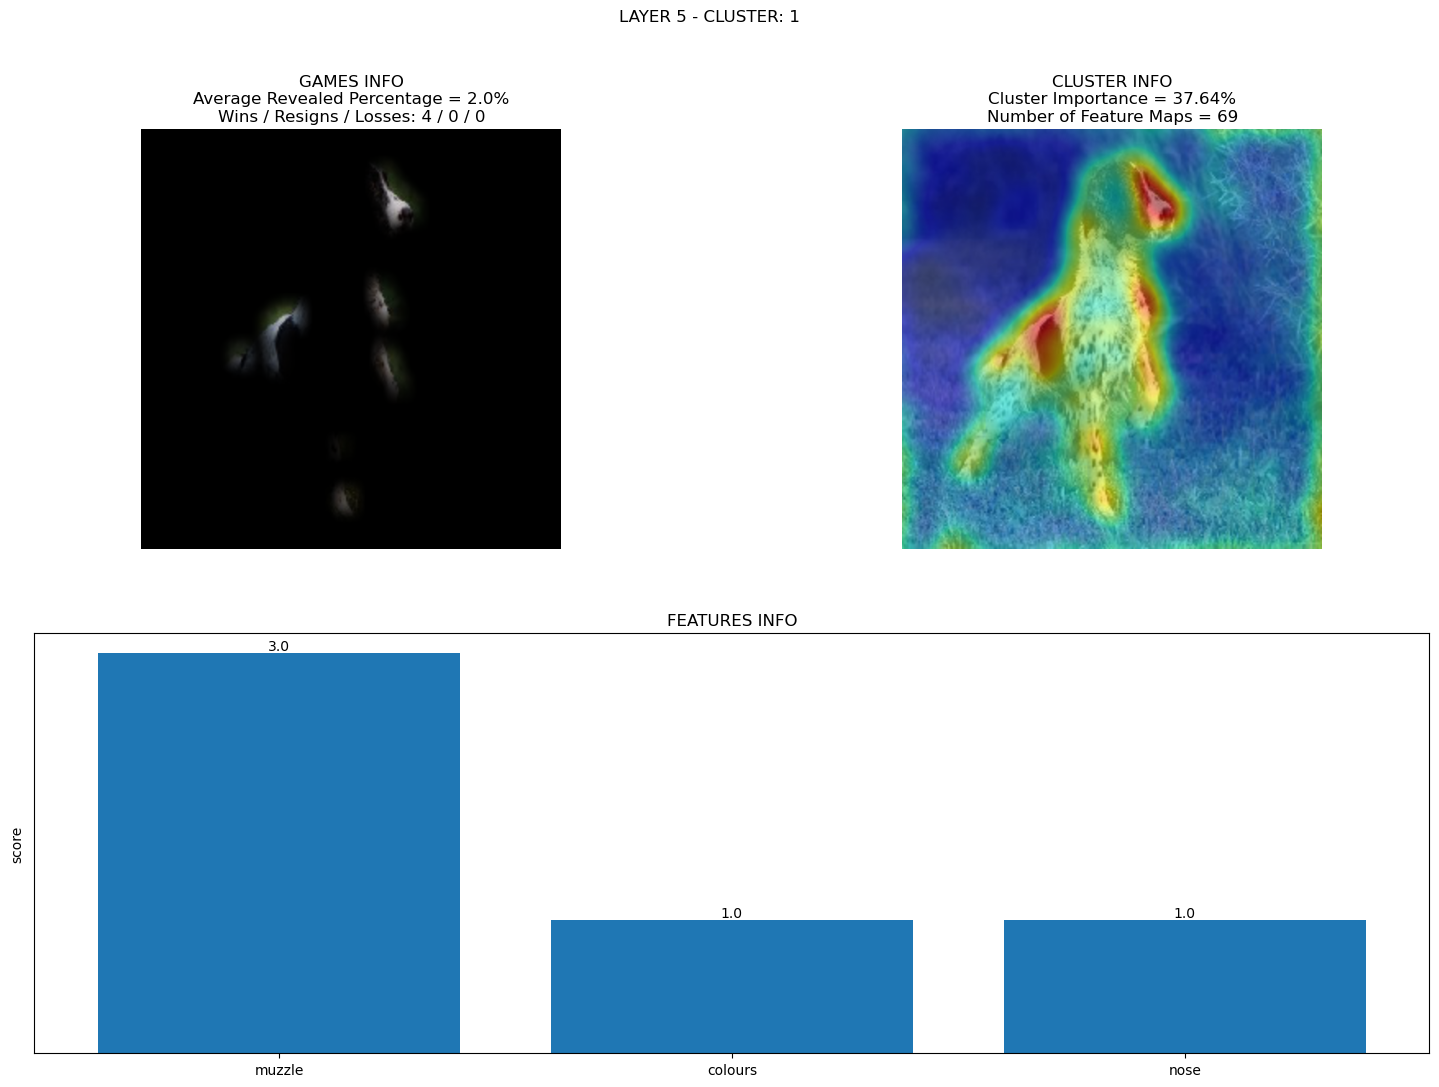 LAYER 5 - CLUSTER: 1
GAMES INFO
Average Revealed Percentage = 2.0%
Wins / Resigns / Losses: 4 / 0 / 0
CLUSTER INFO
Cluster Importance = 37.64%
Number of Feature Maps = 69
FEATURES INFO
3.0
1.0
1.0
score
muzzle
colours
nose